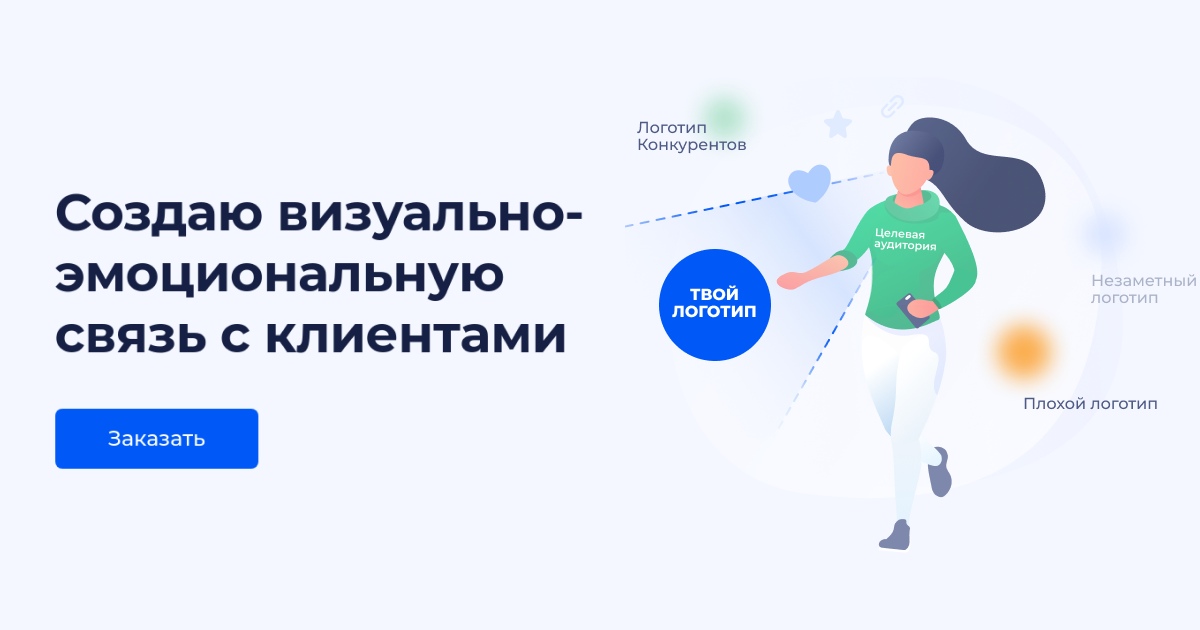 Создаю визуально-
эмоциональную
связь с клиентами
Заказать
Логотип
Конкурентов
Целевая
аудитория
ТВОЙ
ЛОГОТИП
Незаметный
логотип
Плохой логотип